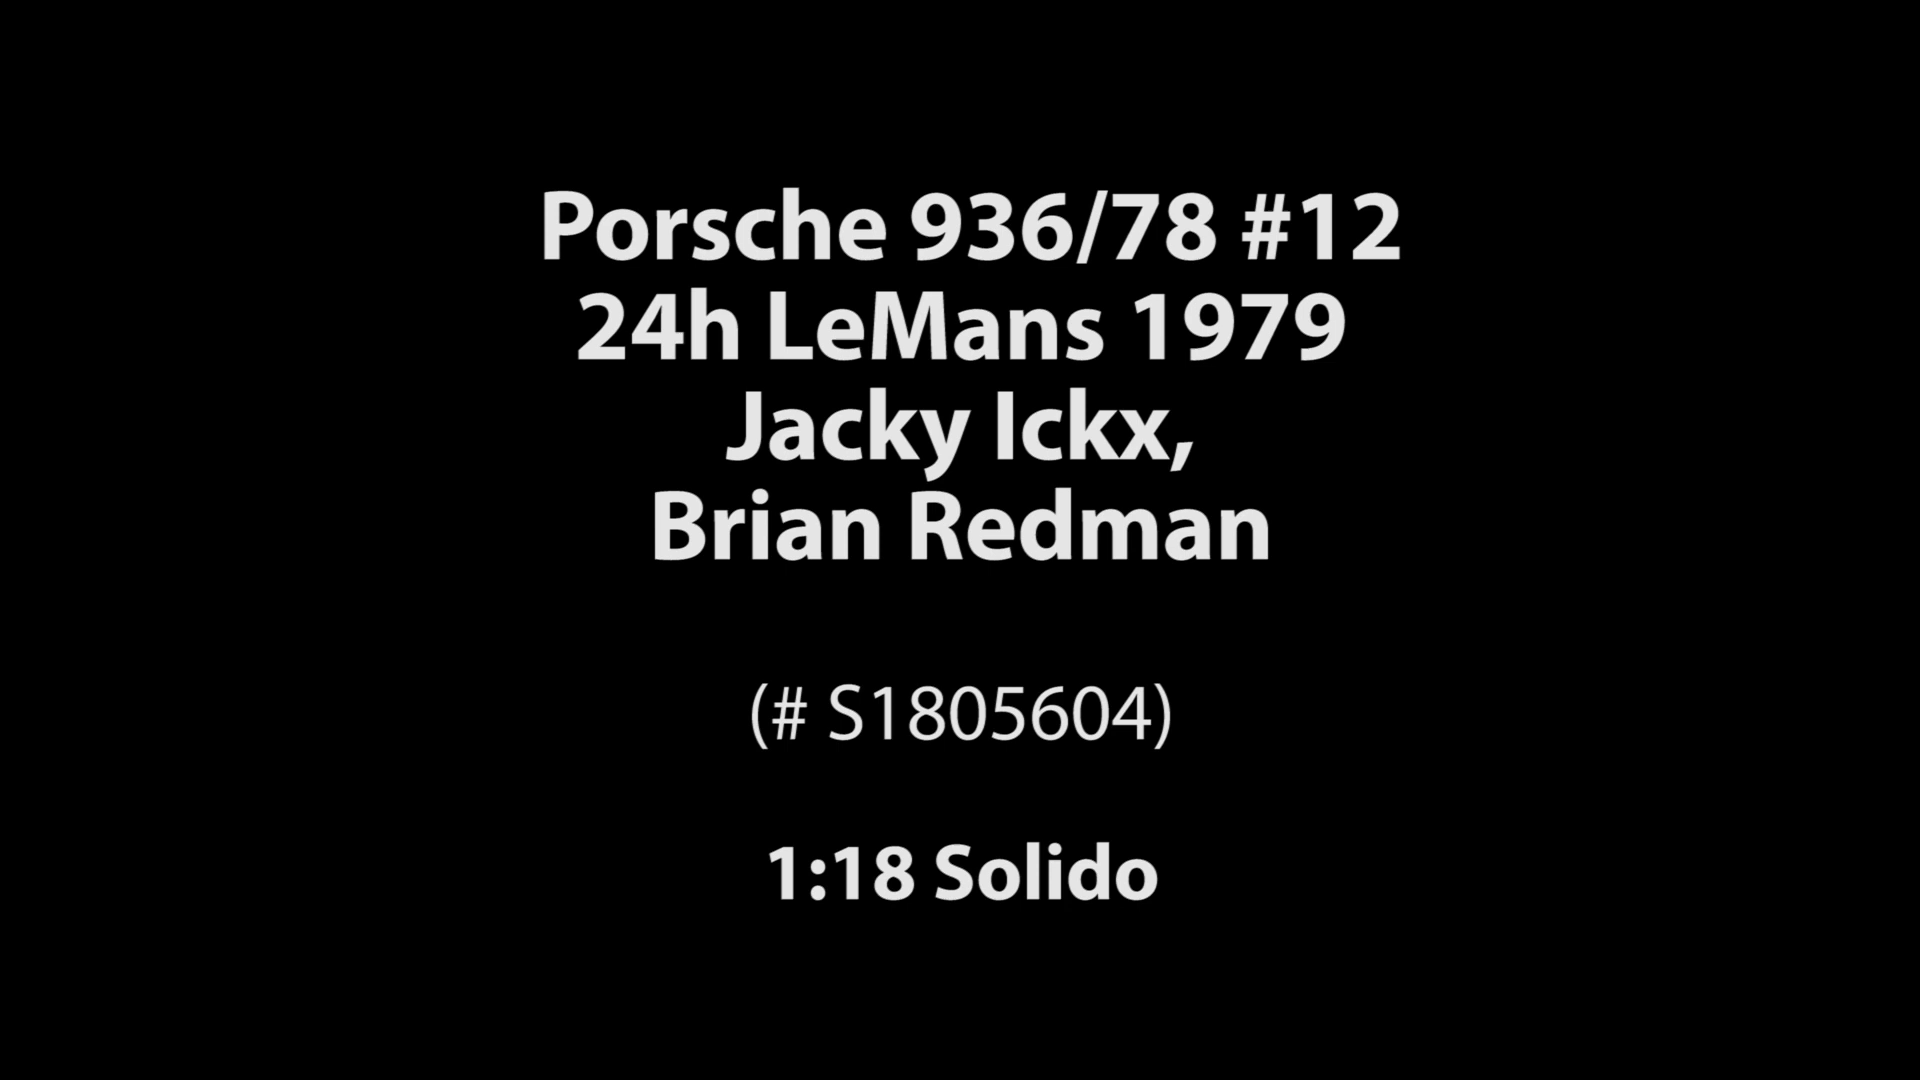 Porsche 936/78 #12
24h LeMans 1979
Jacky Ickx,
Brian Redman
(# S1805604)
1:18 Solido